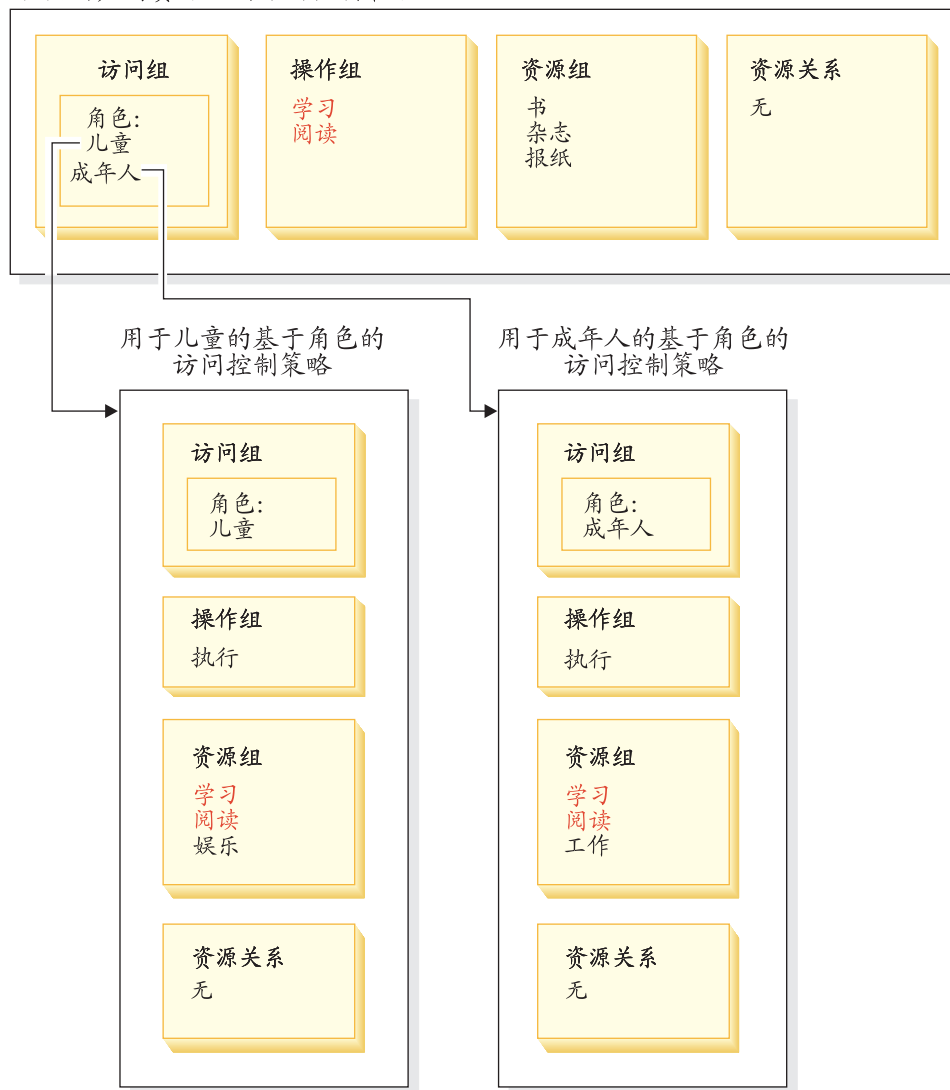 访问组
角色:
儿童
成年人
操作组
学习
阅读
资源组
书
杂志
报纸
资源关系
无
用于儿童的基于角色的
访问控制策略
访问组
角色:
儿童
操作组
执行
资源组
学习
阅读
娱乐
资源关系
无
用于成年人的基于角色的
访问控制策略
访问组
角色:
成年人
操作组
执行
资源组
学习
阅读
工作
资源关系
无